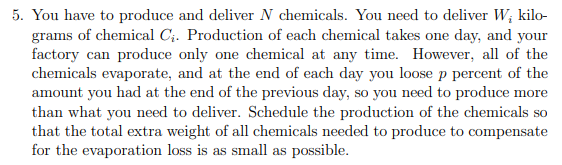 5. You have to produce and deliver N chemicals. You need to deliver Wᵢ kilo-
grams of chemical Cᵢ. Production of each chemical takes one day, and your
factory can produce only one chemical at any time. However, all of the
chemicals evaporate, and at the end of each day you loose p percent of the
amount you had at the end of the previous day, so you need to produce more
than what you need to deliver. Schedule the production of the chemicals so
that the total extra weight of all chemicals needed to produce to compensate
for the evaporation loss is as small as possible.